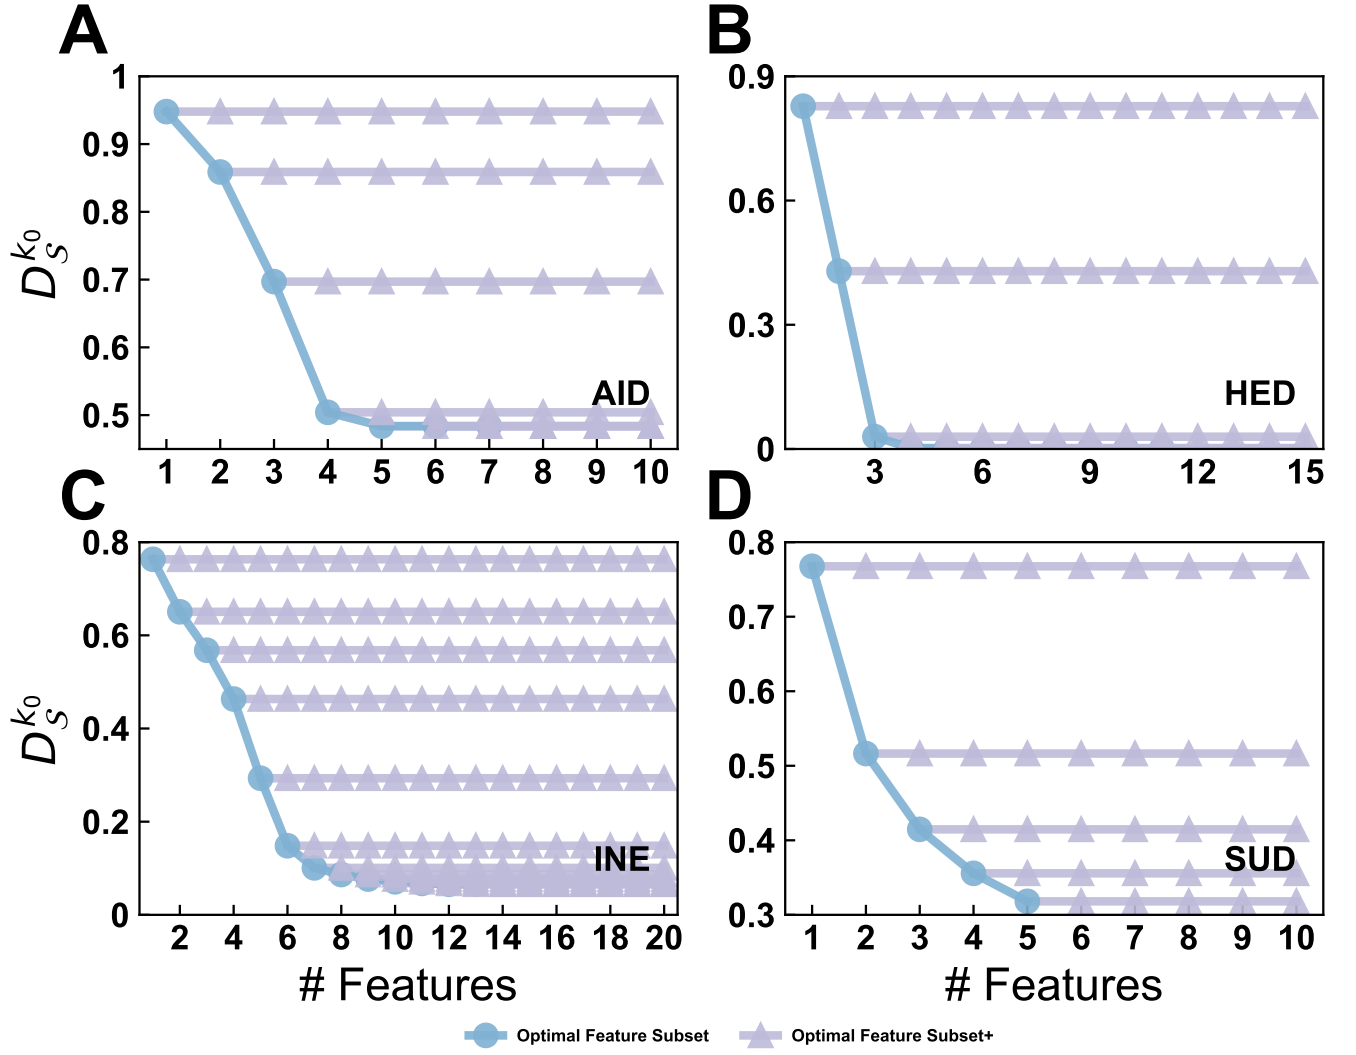 A
1
0.9
0.8
0.7
0.6
0.5
D_S^{k_0}
AID
1 2 3 4 5 6 7 8 9 10
B
0.9
0.6
0.3
0
HED
3 6 9 12 15
C
0.8
0.6
0.4
0.2
0
D_S^{k_0}
INE
2 4 6 8 10 12 14 16 18 20
# Features
D
0.8
0.7
0.6
0.5
0.4
0.3
SUD
1 2 3 4 5 6 7 8 9 10
# Features
Optimal Feature Subset Optimal Feature Subset+